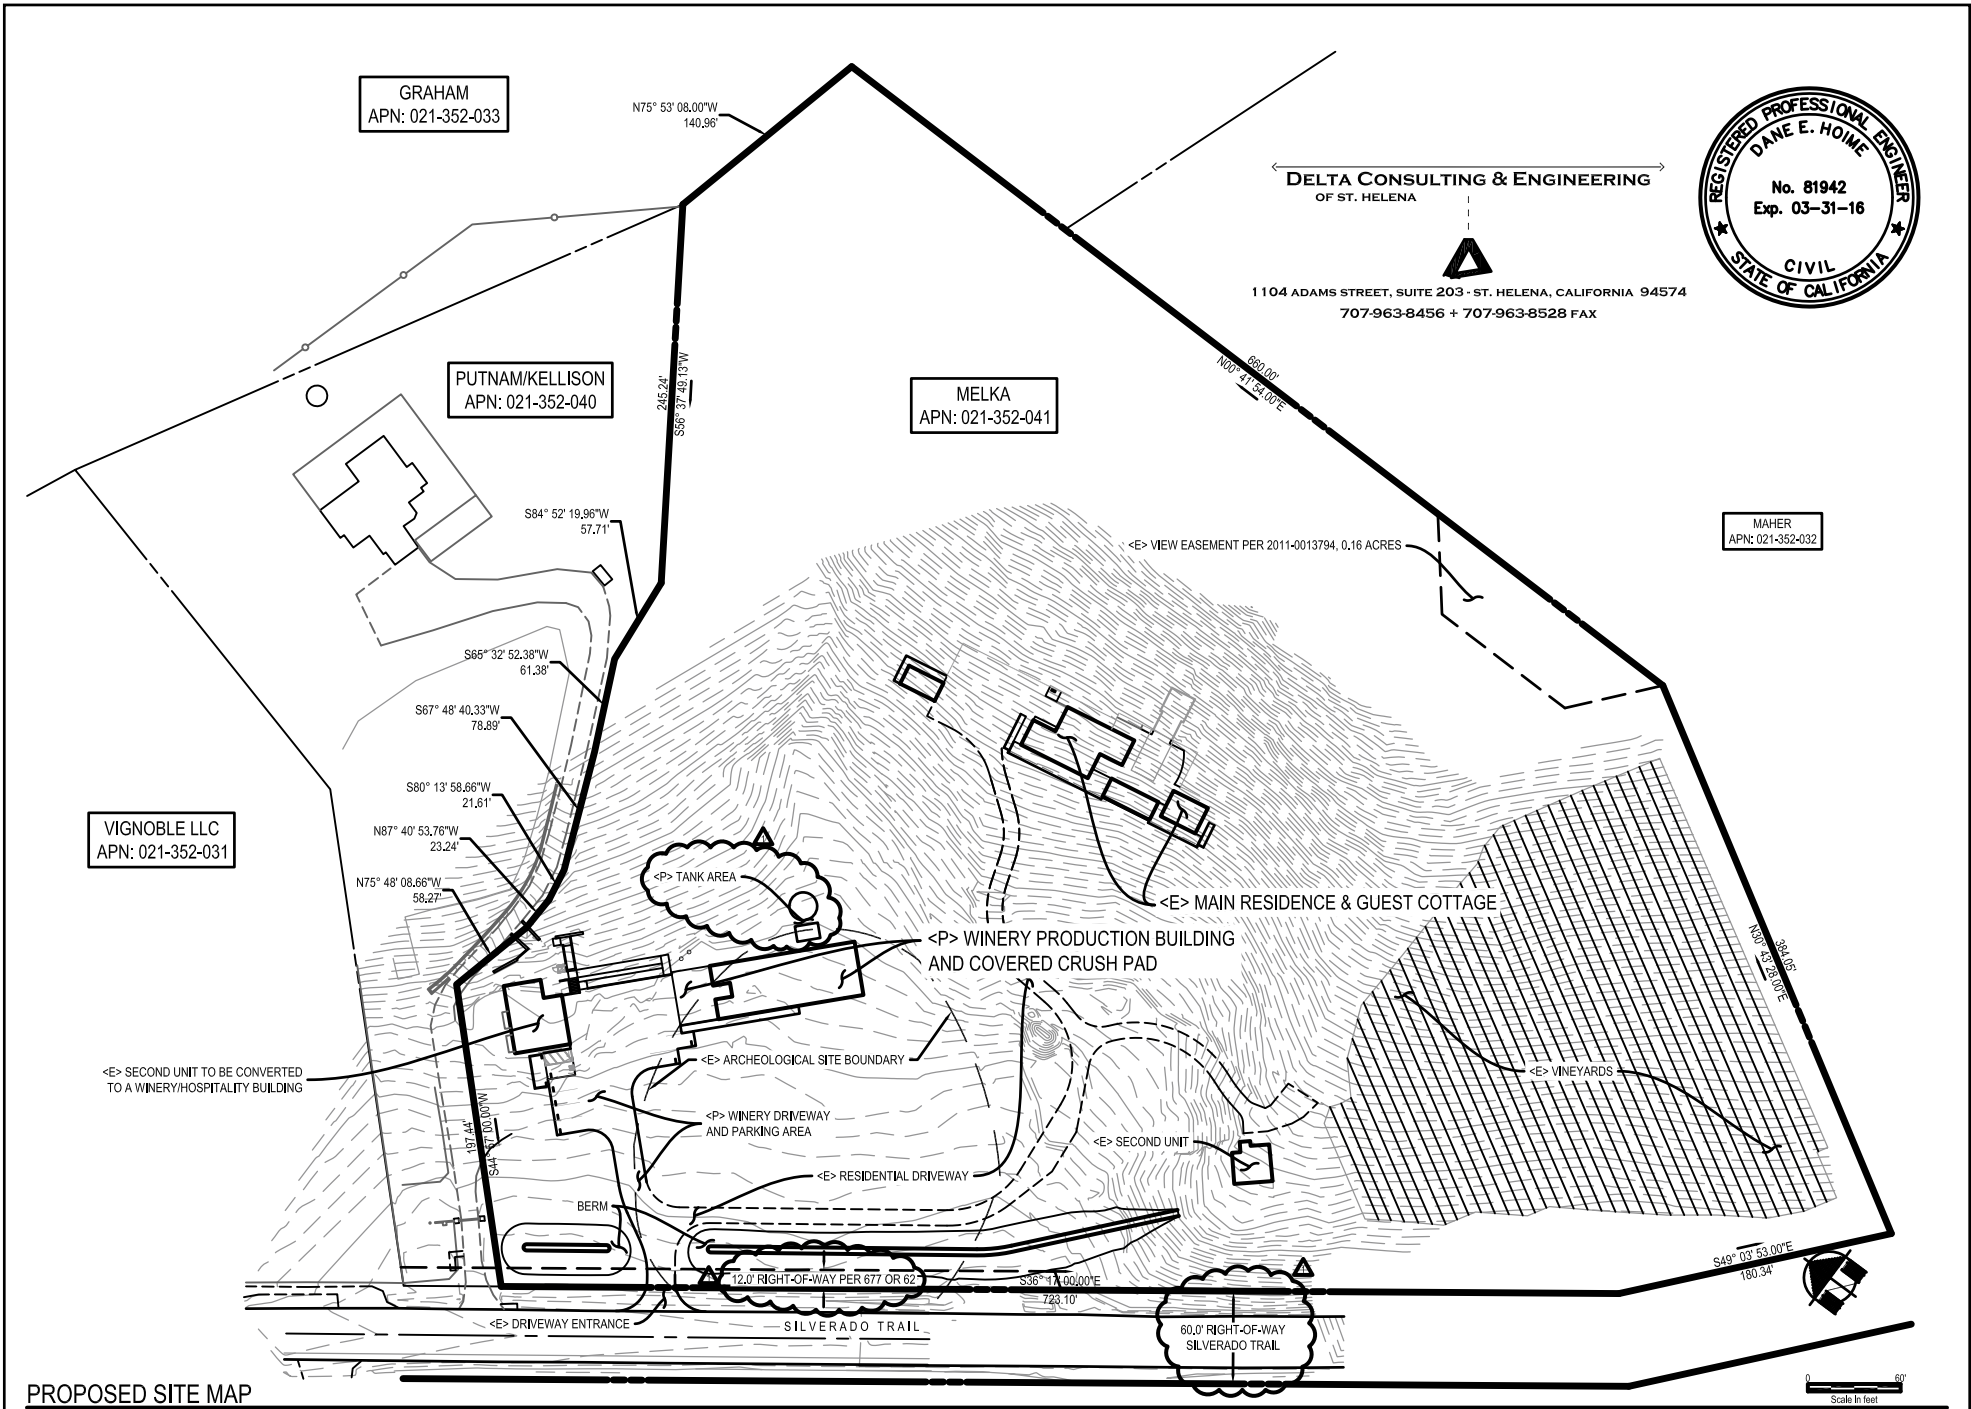 GRAHAM
APN: 021-352-033
N75° 53' 08.00"W
140.96'
DELTA CONSULTING & ENGINEERING
OF ST. HELENA
1104 ADAMS STREET, SUITE 203 - ST. HELENA, CALIFORNIA 94574
707-963-8456 + 707-963-8528 FAX
REGISTERED PROFESSIONAL ENGINEER
DANE E. HOIME
No. 81942
Exp. 03-31-16
CIVIL
STATE OF CALIFORNIA
PUTNAM/KELLISON
APN: 021-352-040
245.24'
S56° 37' 49.13"W
MELKA
APN: 021-352-041
660.00'
N00° 41' 54.00"E
S84° 52' 19.96"W
57.71'
<E> VIEW EASEMENT PER 2011-0013794, 0.16 ACRES
MAHER
APN: 021-352-032
S65° 32' 52.38"W
61.38'
S67° 48' 40.33"W
78.89'
S80° 13' 58.66"W
21.61'
N87° 40' 53.76"W
23.24'
N75° 48' 08.66"W
58.27'
VIGNOBLE LLC
APN: 021-352-031
<P> TANK AREA
<E> MAIN RESIDENCE & GUEST COTTAGE
<P> WINERY PRODUCTION BUILDING
AND COVERED CRUSH PAD
384.05'
N30° 43' 28.00"E
<E> ARCHEOLOGICAL SITE BOUNDARY
<E> SECOND UNIT TO BE CONVERTED
TO A WINERY/HOSPITALITY BUILDING
<E> VINEYARDS
197.44'
<P> WINERY DRIVEWAY
AND PARKING AREA
<E> SECOND UNIT
<E> RESIDENTIAL DRIVEWAY
BERM
12.0' RIGHT-OF-WAY PER 677 OR 62
S36° 17' 00.00"E
723.10'
S49° 03' 53.00"E
180.34'
<E> DRIVEWAY ENTRANCE
SILVERADO TRAIL
60.0' RIGHT-OF-WAY
SILVERADO TRAIL
PROPOSED SITE MAP
0 60'
Scale in feet